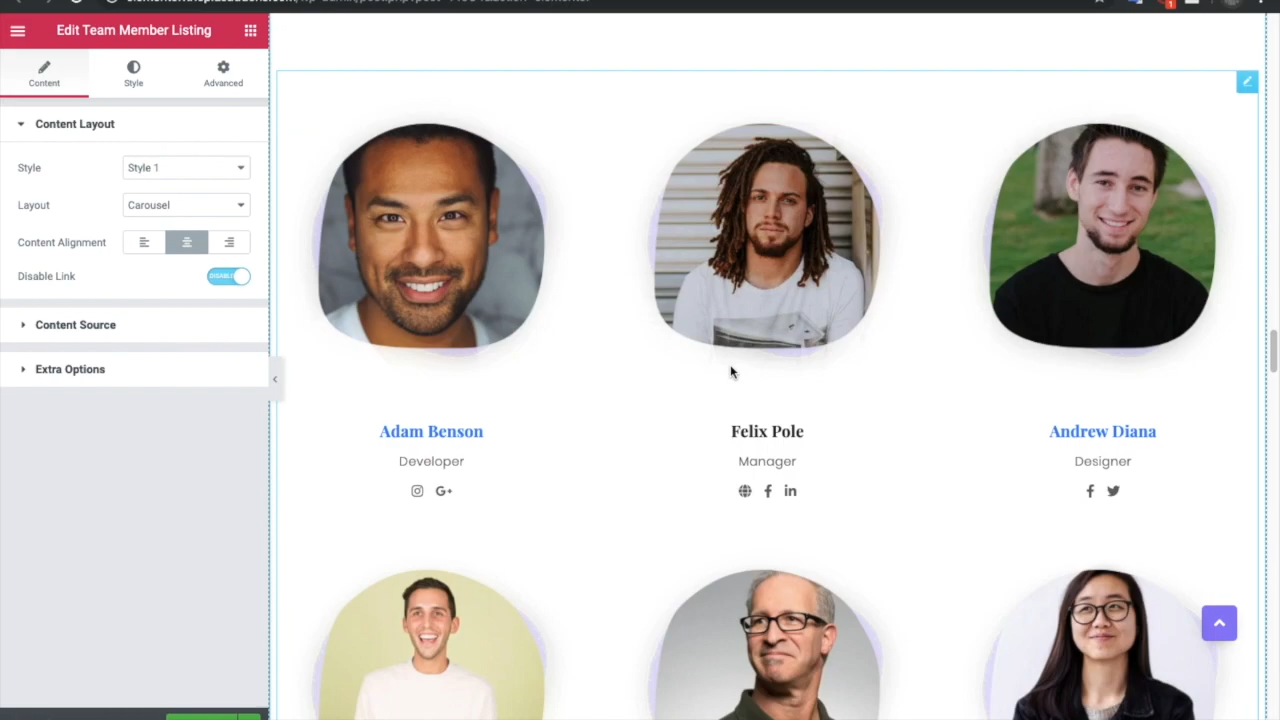 Edit Team Member Listing
Content
Style
Advanced
Content Layout
Style
Style 1
Layout
Carousel
Content Alignment
Disable Link
Content Source
Extra Options
Adam Benson
Developer
Felix Pole
Manager
Andrew Diana
Designer